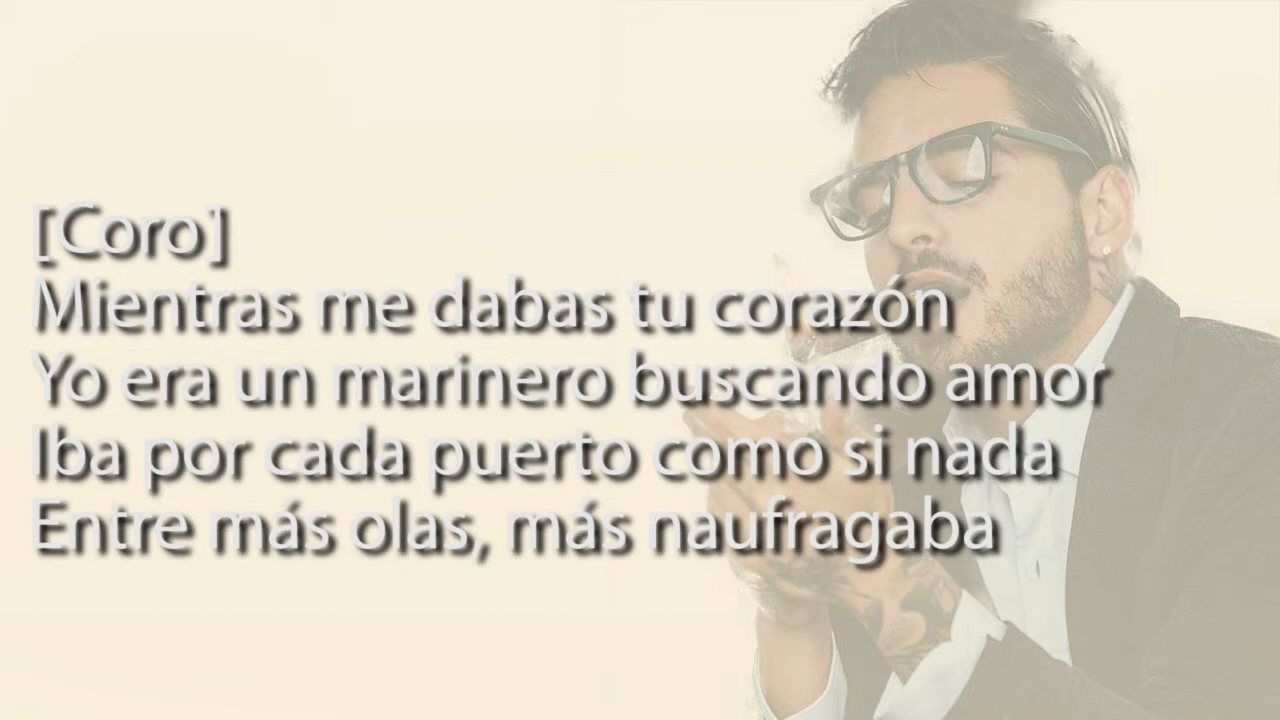 [Coro]
Mientras me dabas tu corazón
Yo era un marinero buscando amor
Iba por cada puerto como si nada
Entre más olas, más naufragaba